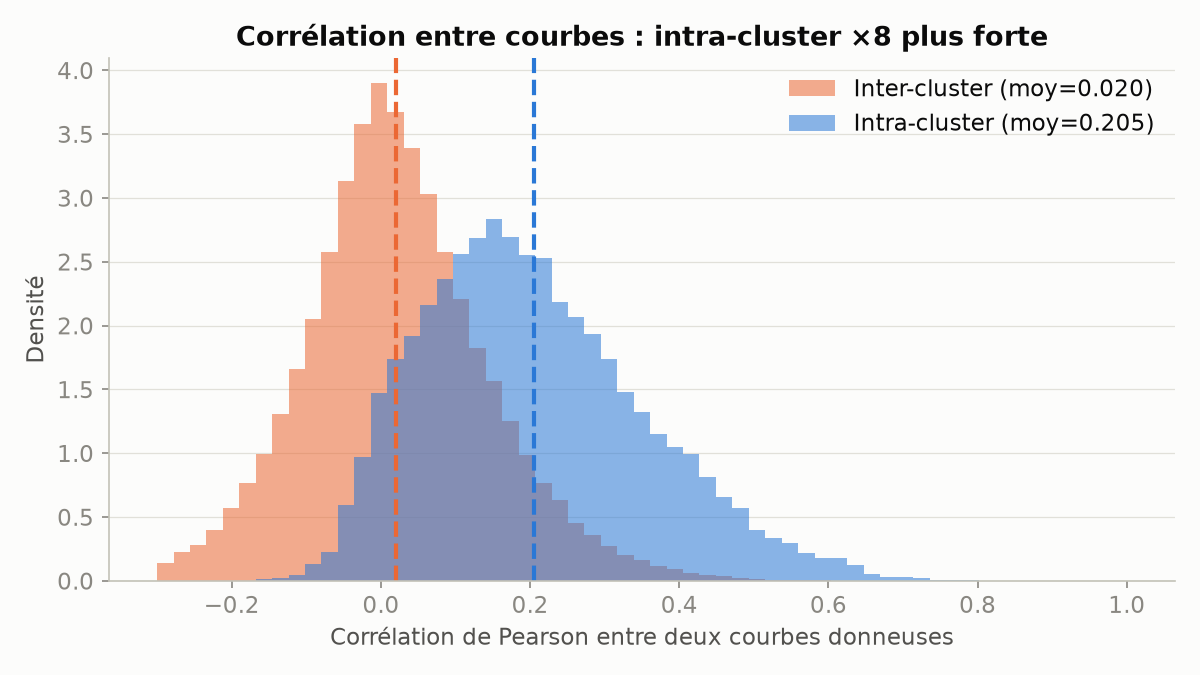 Corrélation entre courbes : intra-cluster ×8 plus forte
Inter-cluster (moy=0.020)
Intra-cluster (moy=0.205)
Densité
4.0
3.5
3.0
2.5
2.0
1.5
1.0
0.5
0.0
−0.2 0.0 0.2 0.4 0.6 0.8 1.0
Corrélation de Pearson entre deux courbes donneuses